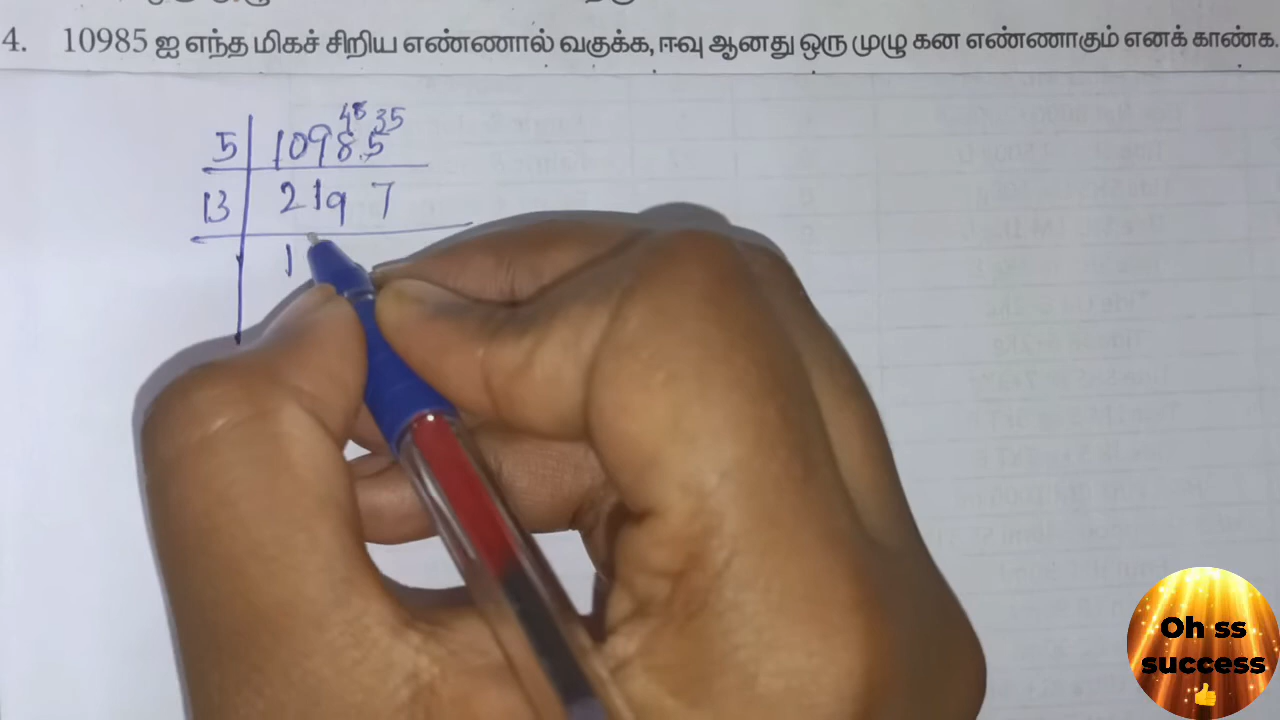 4. 10985 ஐ எந்த மிகச் சிறிய எண்ணால் வகுக்க, ஈவு ஆனது ஒரு முழு கன எண்ணாகும் எனக் காண்க.
48 35
5 10985
13 2197
1
Oh ss
success